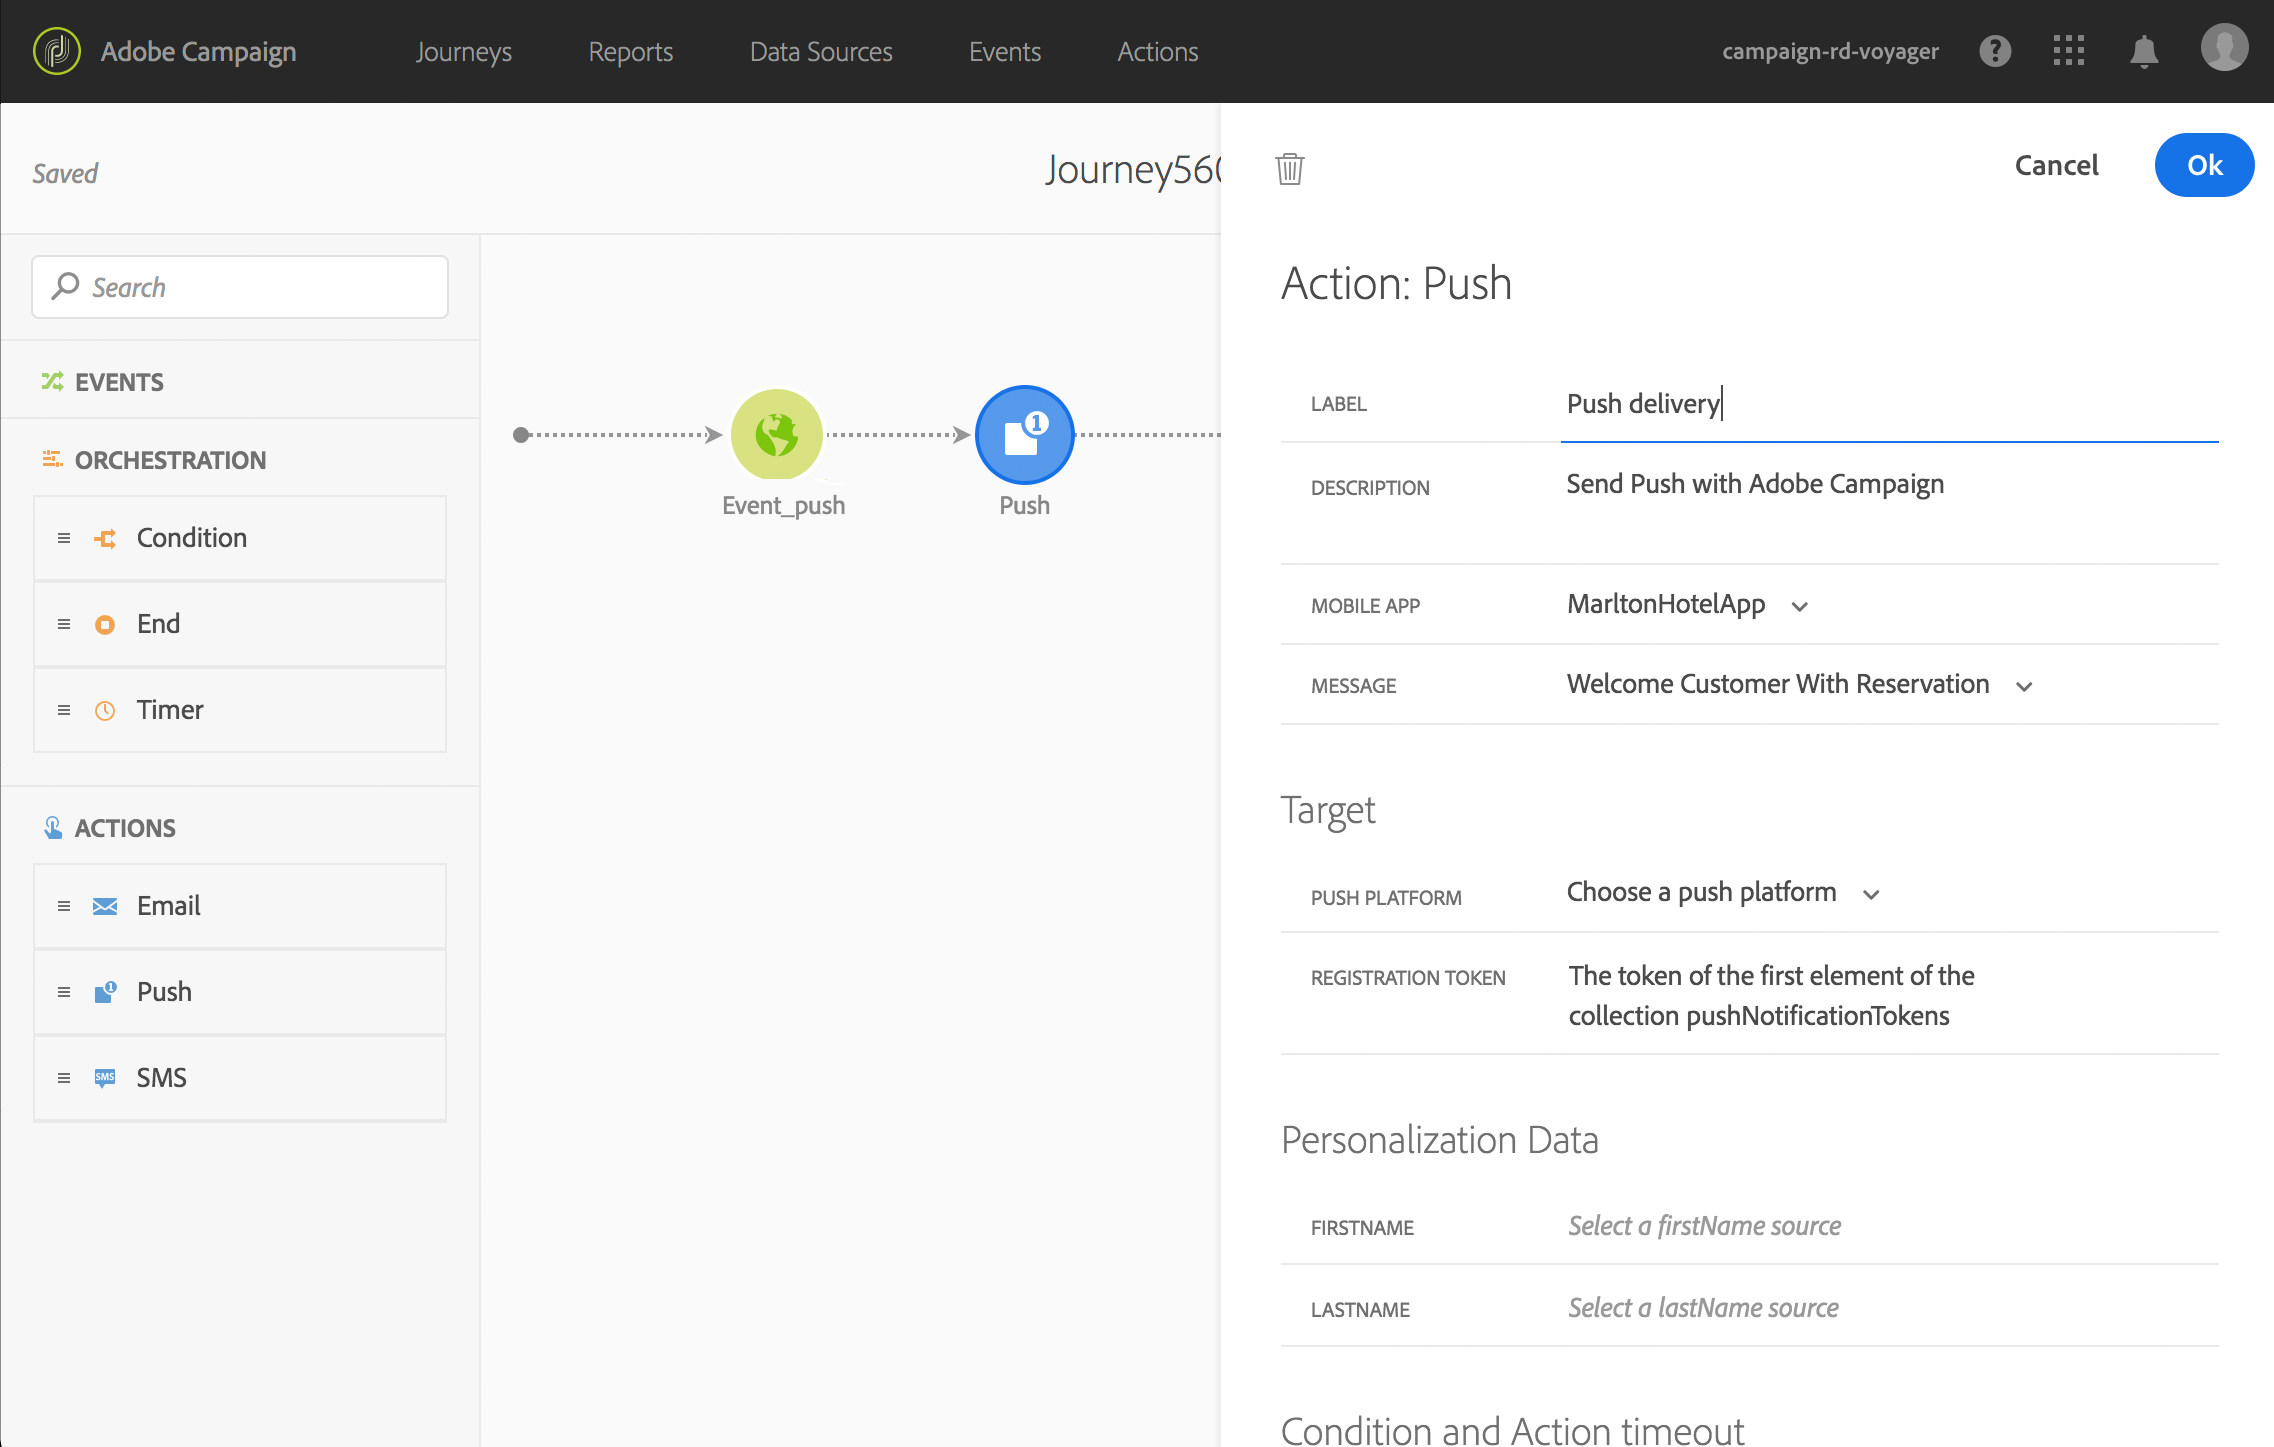 Adobe Campaign Journeys Reports Data Sources Events Actions campaign-rd-voyager ?
Saved
Journey560
Cancel Ok
Search
EVENTS
ORCHESTRATION
Condition
End
Timer
ACTIONS
Email
1 Push
SMS SMS
1
Event_push
Push
Action: Push
LABEL Push delivery
DESCRIPTION Send Push with Adobe Campaign
MOBILE APP MarltonHotelApp
MESSAGE Welcome Customer With Reservation
Target
PUSH PLATFORM Choose a push platform
REGISTRATION TOKEN The token of the first element of the
collection pushNotificationTokens
Personalization Data
FIRSTNAME Select a firstName source
LASTNAME Select a lastName source
Condition and Action timeout